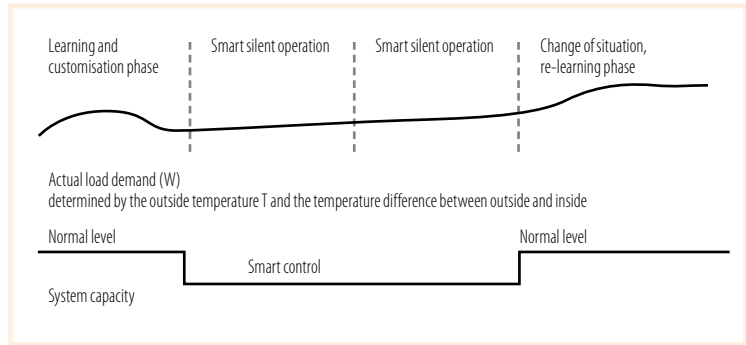 Learning and
customisation phase
Smart silent operation
Smart silent operation
Change of situation,
re-learning phase
Actual load demand (W)
determined by the outside temperature T and the temperature difference between outside and inside
Normal level
Normal level
Smart control
System capacity